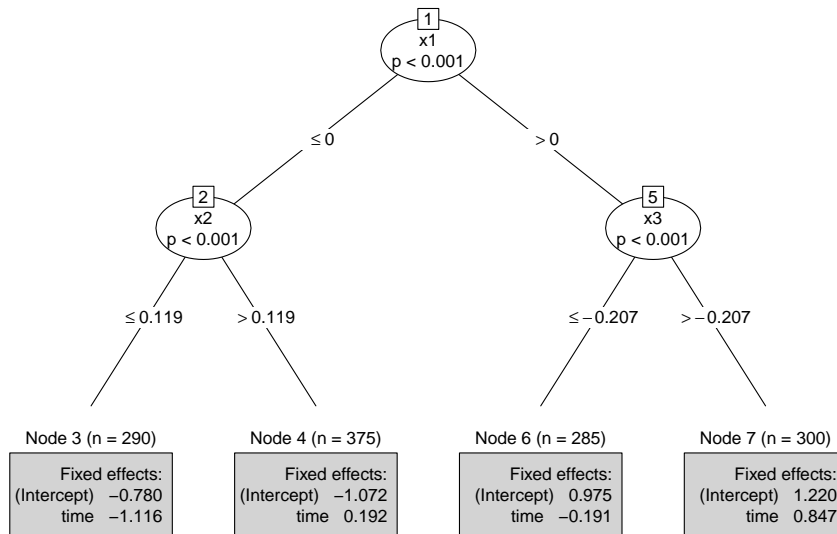 1
x1
p < 0.001
≤ 0
> 0
2
x2
p < 0.001
5
x3
p < 0.001
≤ 0.119
> 0.119
≤ −0.207
> −0.207
Node 3 (n = 290)
Fixed effects:
(Intercept) −0.780
time −1.116
Node 4 (n = 375)
Fixed effects:
(Intercept) −1.072
time 0.192
Node 6 (n = 285)
Fixed effects:
(Intercept) 0.975
time −0.191
Node 7 (n = 300)
Fixed effects:
(Intercept) 1.220
time 0.847